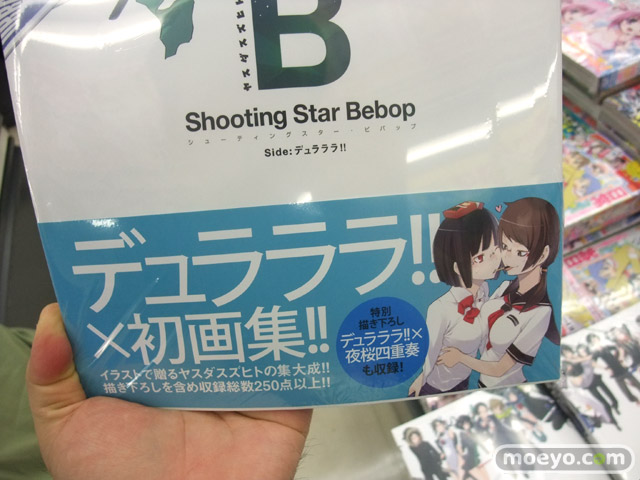 B
Shooting Star Bebop
シューティングスター・ビバップ
Side:デュラララ!!
デュラララ!!
×初画集!!
イラストで贈るヤスダスズヒトの集大成!!
描き下ろしを含め収録総数250点以上!!
特別
描き下ろし
デュラララ!!×
夜桜四重奏
も収録!
moeyo.com